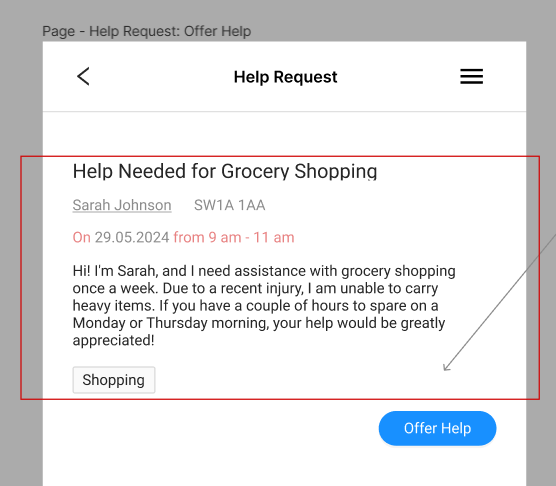 Page - Help Request: Offer Help
Help Request
Help Needed for Grocery Shopping
Sarah Johnson SW1A 1AA
On 29.05.2024 from 9 am - 11 am
Hi! I'm Sarah, and I need assistance with grocery shopping
once a week. Due to a recent injury, I am unable to carry
heavy items. If you have a couple of hours to spare on a
Monday or Thursday morning, your help would be greatly
appreciated!
Shopping
Offer Help